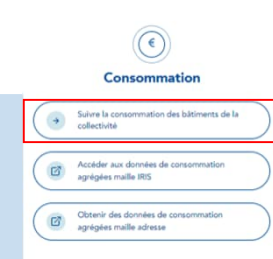 €
Consommation
Suivre la consommation des bâtiments de la
collectivité
Accéder aux données de consommation
agrégées maille IRIS
Obtenir des données de consommation
agrégées maille adresse